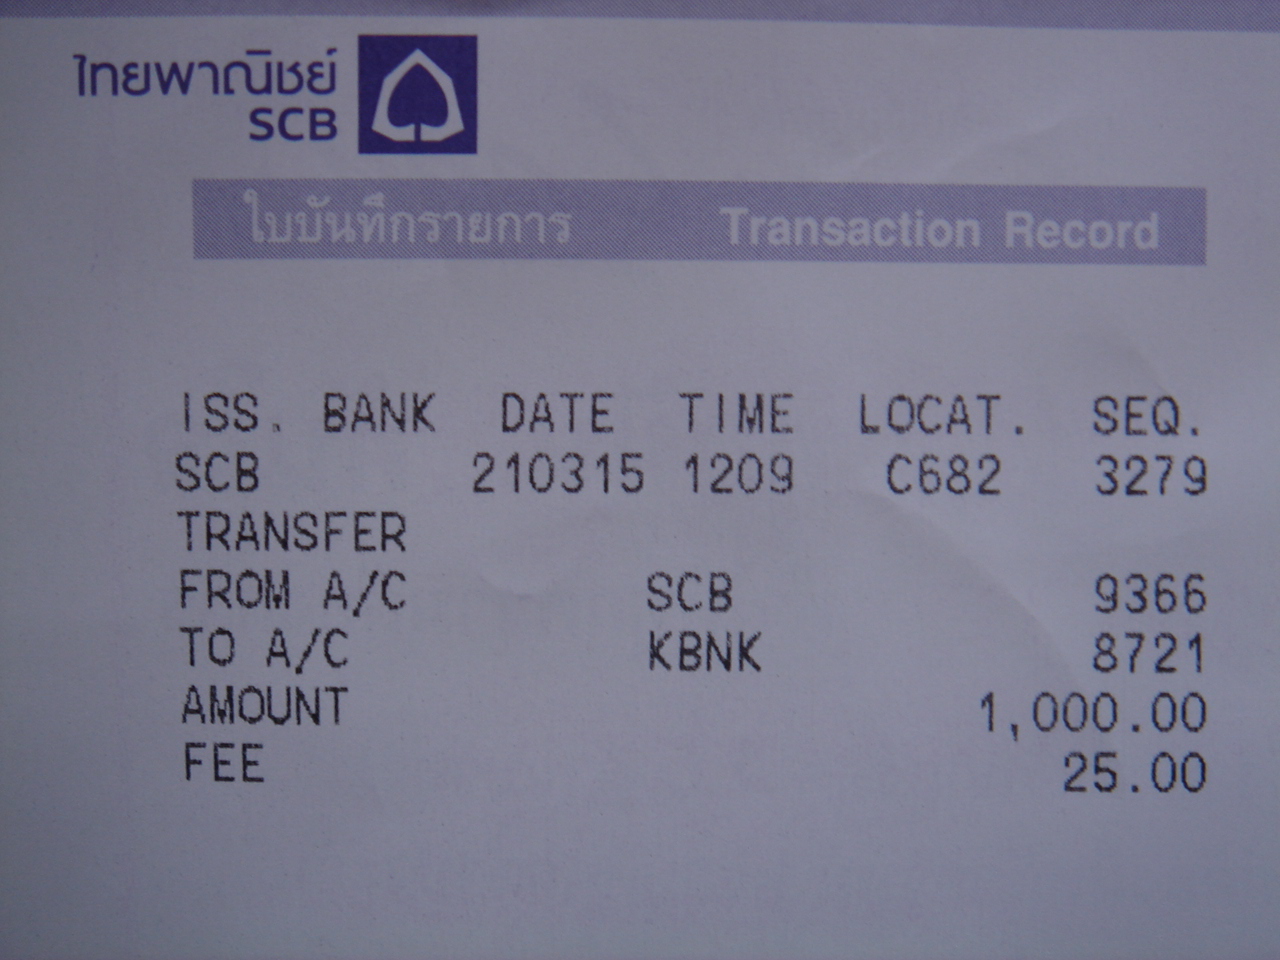 ไทยพาณิชย์
SCB
ใบบันทึกรายการ Transaction Record
ISS. BANK DATE TIME LOCAT. SEQ.
SCB 210315 1209 C682 3279
TRANSFER
FROM A/C SCB 9366
TO A/C KBNK 8721
AMOUNT 1,000.00
FEE 25.00